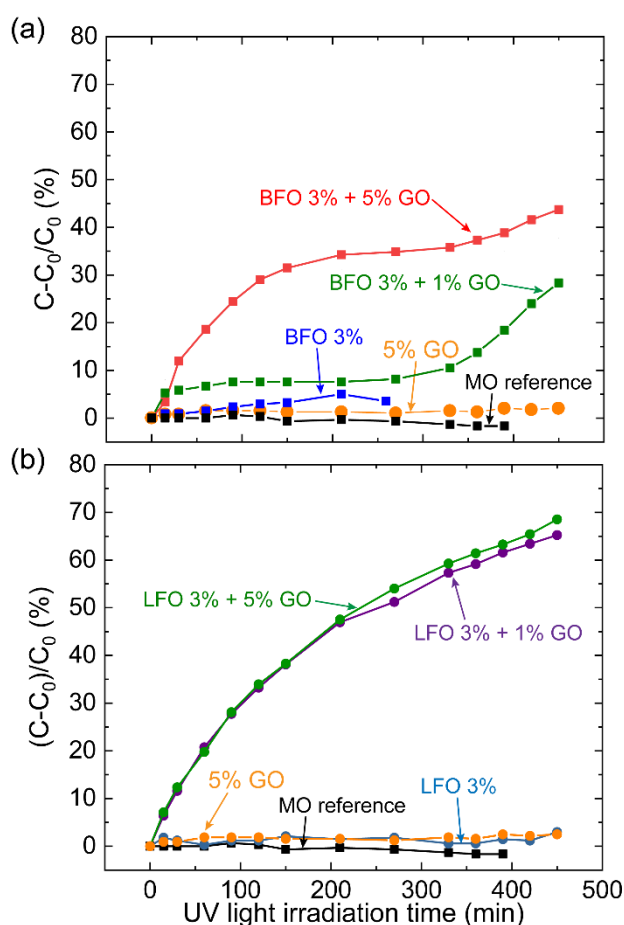 (a)
80
70
60
50
40
30
20
10
0
C-C₀/C₀ (%)
BFO 3% + 5% GO
BFO 3% + 1% GO
BFO 3%
5% GO
MO reference
(b)
80
70
60
50
40
30
20
10
0
(C-C₀)/C₀ (%)
LFO 3% + 5% GO
LFO 3% + 1% GO
5% GO
MO reference
LFO 3%
0 100 200 300 400 500
UV light irradiation time (min)